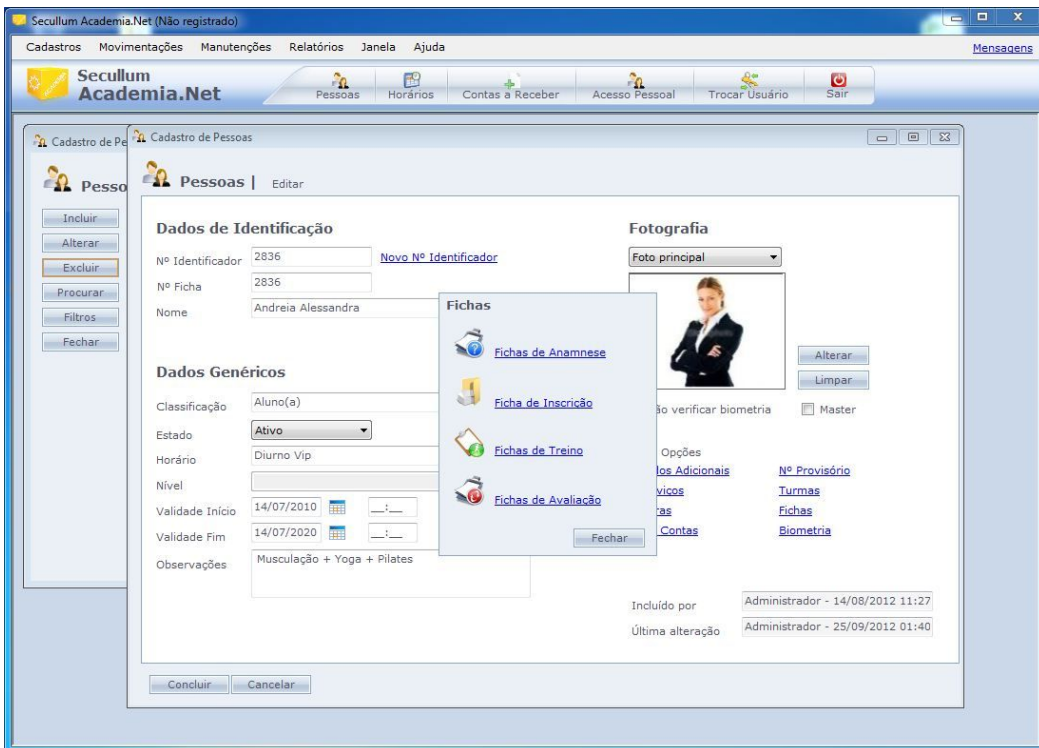 Secullum Academia.Net (Não registrado)
Cadastros Movimentações Manutenções Relatórios Janela Ajuda Mensagens
Secullum
Academia.Net
Pessoas Horários Contas a Receber Acesso Pessoal Trocar Usuário Sair
Cadastro de Pe
Pesso
Incluir
Alterar
Excluir
Procurar
Filtros
Fechar
Cadastro de Pessoas
Pessoas | Editar
Dados de Identificação
Nº Identificador 2836 Novo Nº Identificador
Nº Ficha 2836
Nome Andreia Alessandra
Dados Genéricos
Classificação Aluno(a)
Estado Ativo
Horário Diurno Vip
Nível
Validade Início 14/07/2010 __:__
Validade Fim 14/07/2020 __:__
Observações Musculação + Yoga + Pilates
Fichas
Fichas de Anamnese
Ficha de Inscrição
Fichas de Treino
Fichas de Avaliação
Fechar
Fotografia
Foto principal
Alterar
Limpar
ão verificar biometria Master
Opções
os Adicionais Nº Provisório
viços Turmas
ras Fichas
Contas Biometria
Incluído por Administrador - 14/08/2012 11:27
Última alteração Administrador - 25/09/2012 01:40
Concluir Cancelar